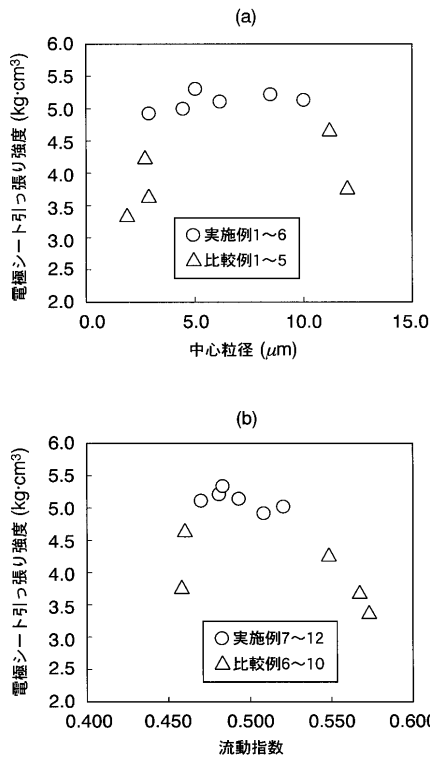 (a)
電極シート引っ張り強度 (kg·cm³)
6.0
5.5
5.0
4.5
4.0
3.5
3.0
2.5
2.0
○実施例1～6
△比較例1～5
0.0 5.0 10.0 15.0
中心粒径 (μm)
(b)
電極シート引っ張り強度 (kg·cm³)
6.0
5.5
5.0
4.5
4.0
3.5
3.0
2.5
2.0
○実施例7～12
△比較例6～10
0.400 0.450 0.500 0.550 0.600
流動指数